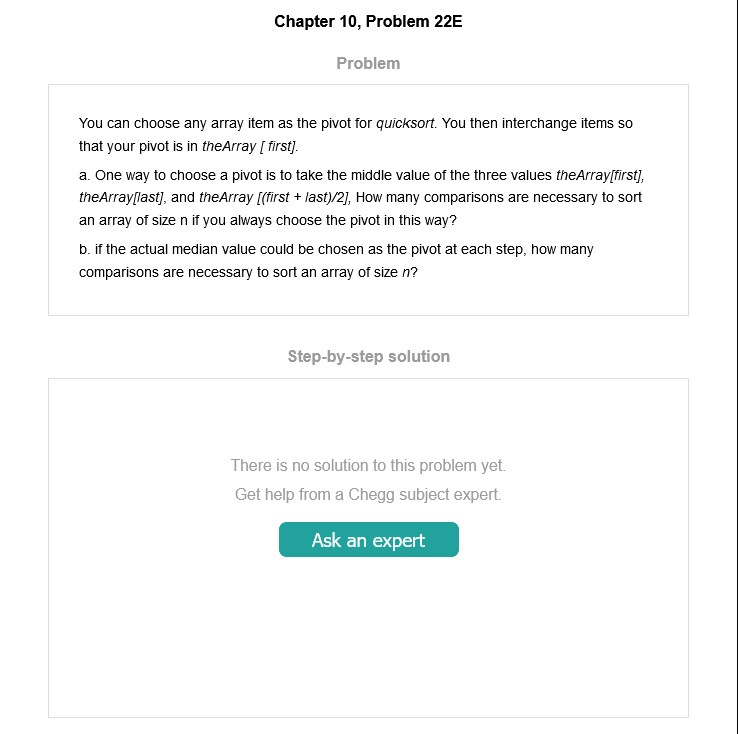 Chapter 10, Problem 22E
Problem
You can choose any array item as the pivot for quicksort. You then interchange items so
that your pivot is in theArray [ first].
a. One way to choose a pivot is to take the middle value of the three values theArray[first],
theArray[last], and theArray [(first + last)/2], How many comparisons are necessary to sort
an array of size n if you always choose the pivot in this way?
b. if the actual median value could be chosen as the pivot at each step, how many
comparisons are necessary to sort an array of size n?
Step-by-step solution
There is no solution to this problem yet.
Get help from a Chegg subject expert.
Ask an expert